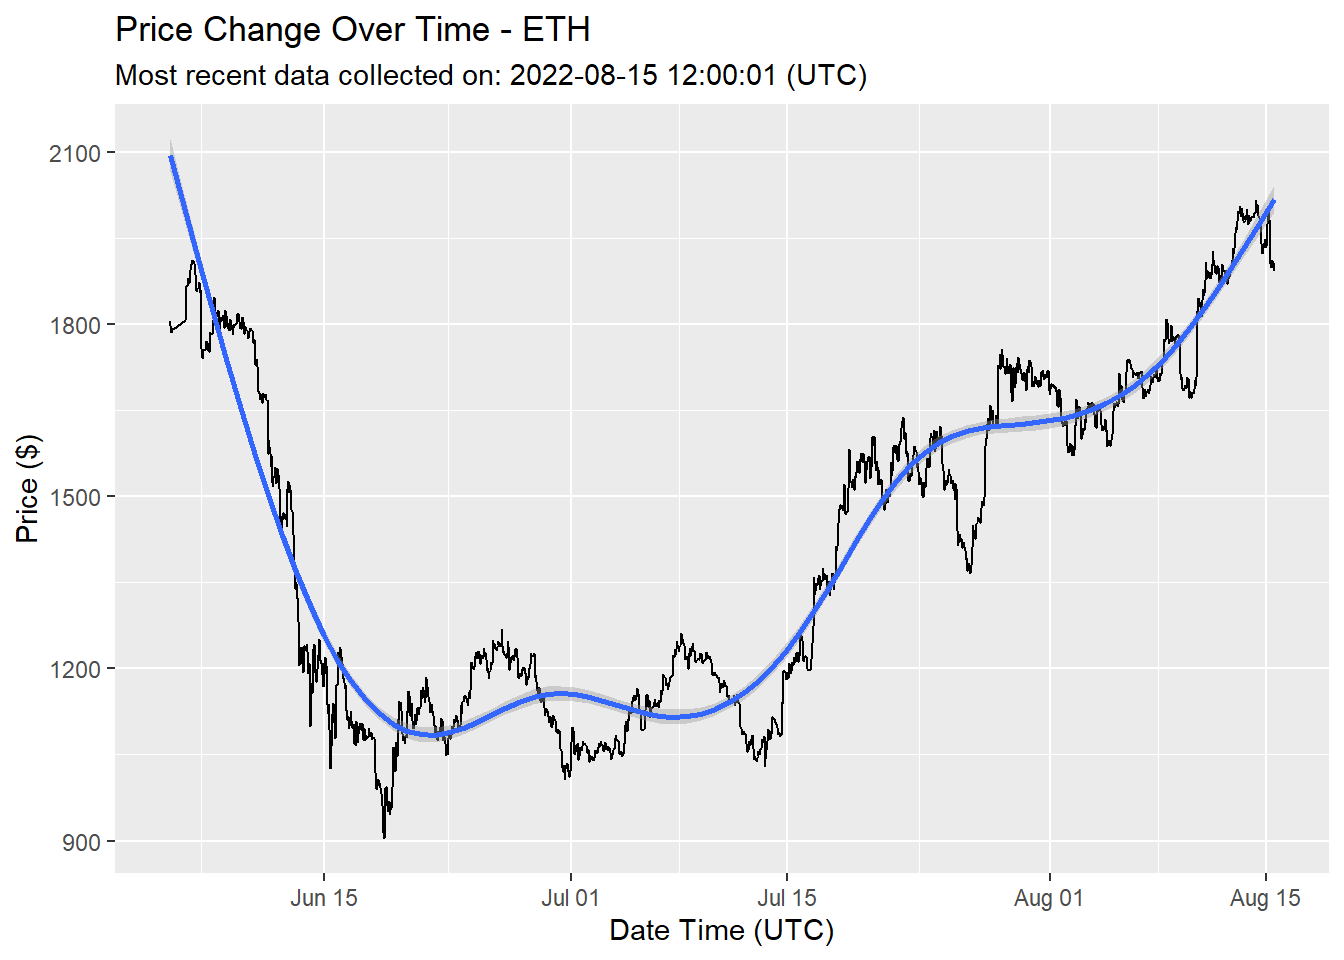 Price Change Over Time - ETH
Most recent data collected on: 2022-08-15 12:00:01 (UTC)
2100
1800
1500
1200
900
Price ($)
Jun 15
Jul 01
Jul 15
Aug 01
Aug 15
Date Time (UTC)